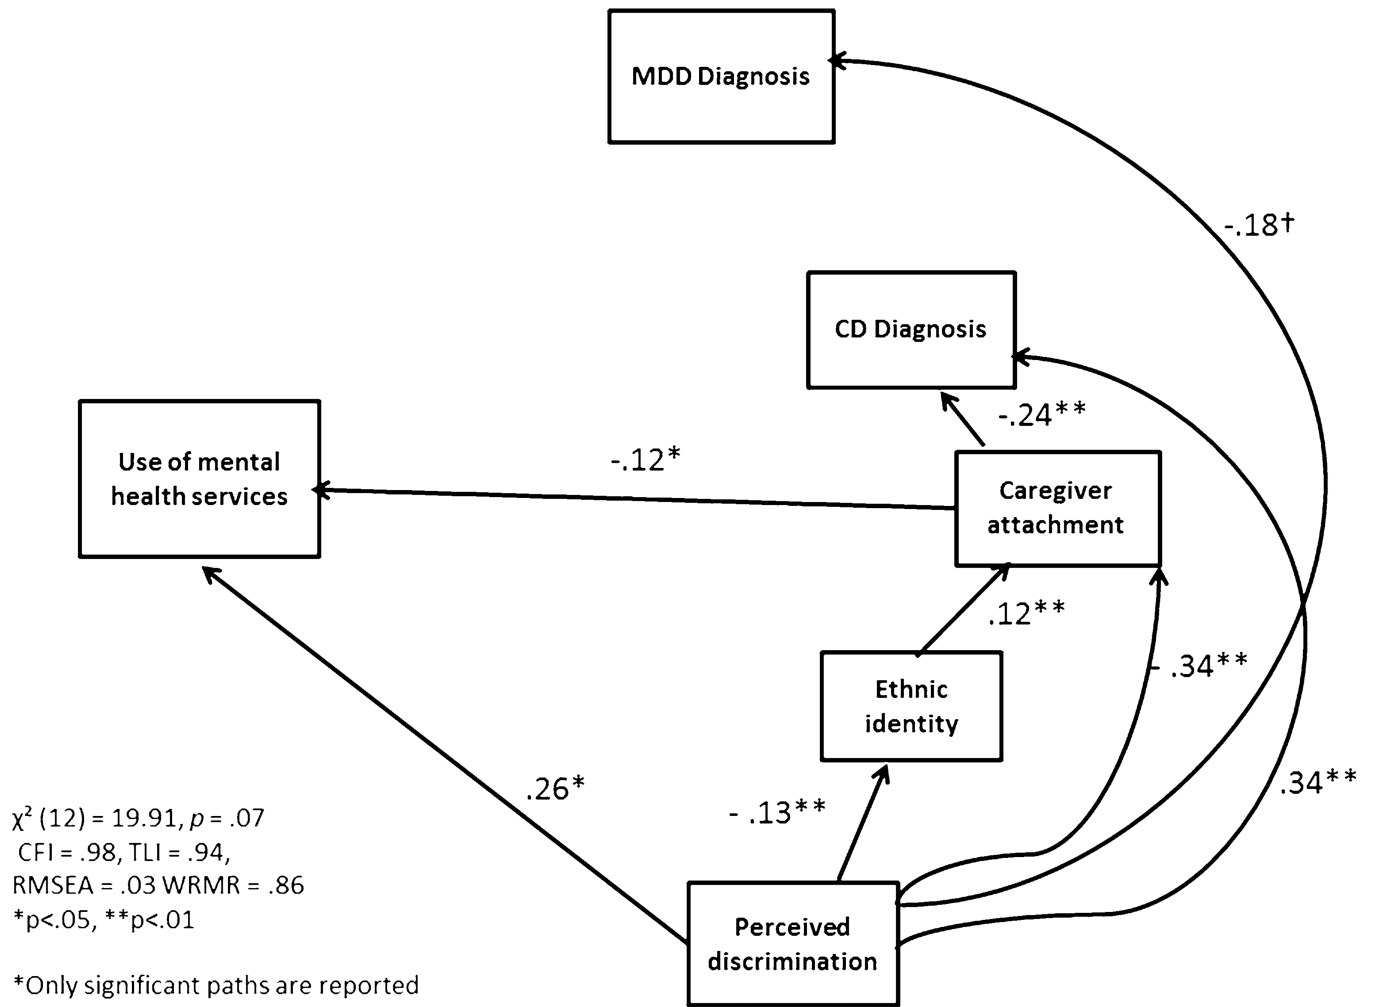 MDD Diagnosis
-.18†
CD Diagnosis
-.24**
Use of mental
health services
-.12*
Caregiver
attachment
.12**
- .34**
Ethnic
identity
.26*
- .13**
.34**
χ² (12) = 19.91, p = .07
CFI = .98, TLI = .94,
RMSEA = .03 WRMR = .86
*p<.05, **p<.01
Perceived
discrimination
*Only significant paths are reported